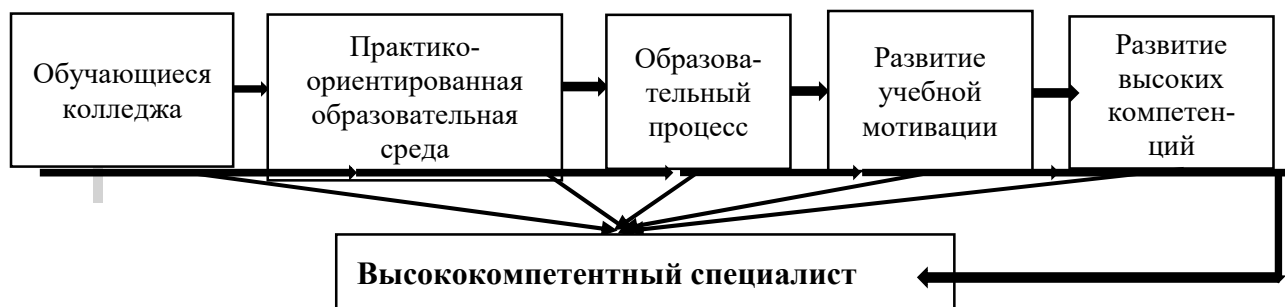 Обучающиеся
колледжа
Практико-
ориентированная
образовательная
среда
Образова-
тельный
процесс
Развитие
учебной
мотивации
Развитие
высоких
компетен-
ций
Высококомпетентный специалист